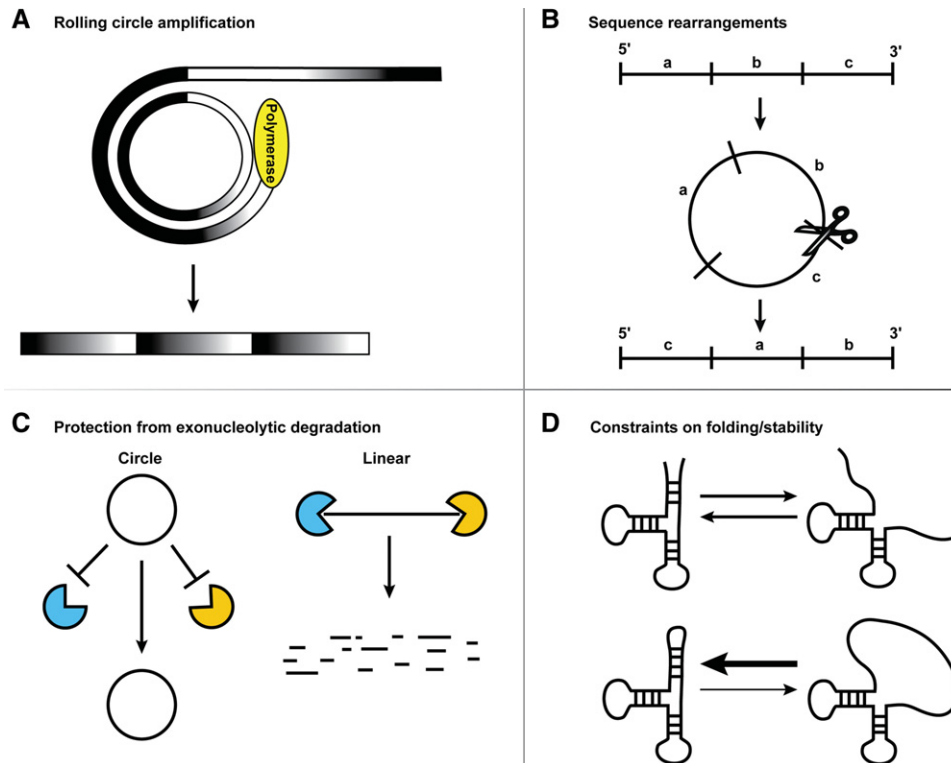 A Rolling circle amplification
Polymerase
B Sequence rearrangements
5' 3'
a b c
a
b
c
5' 3'
c a b
C Protection from exonucleolytic degradation
Circle Linear
D Constraints on folding/stability